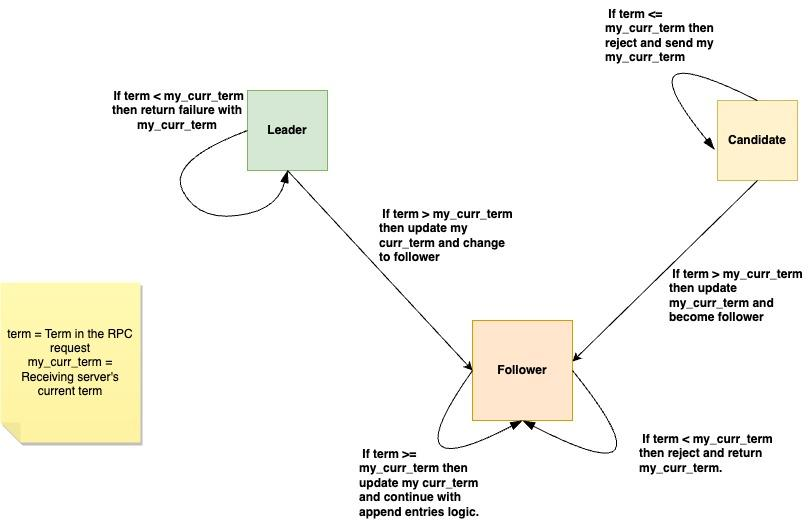 If term <=
my_curr_term then
reject and send my
my_curr_term
If term < my_curr_term
then return failure with
my_curr_term
Leader
Candidate
If term > my_curr_term
then update my
curr_term and change
to follower
If term > my_curr_term
then update
my_curr_term and
become follower
term = Term in the RPC
request
my_curr_term =
Receiving server's
current term
Follower
If term >=
my_curr_term then
update my curr_term
and continue with
append entries logic.
If term < my_curr_term
then reject and return
my_curr_term.